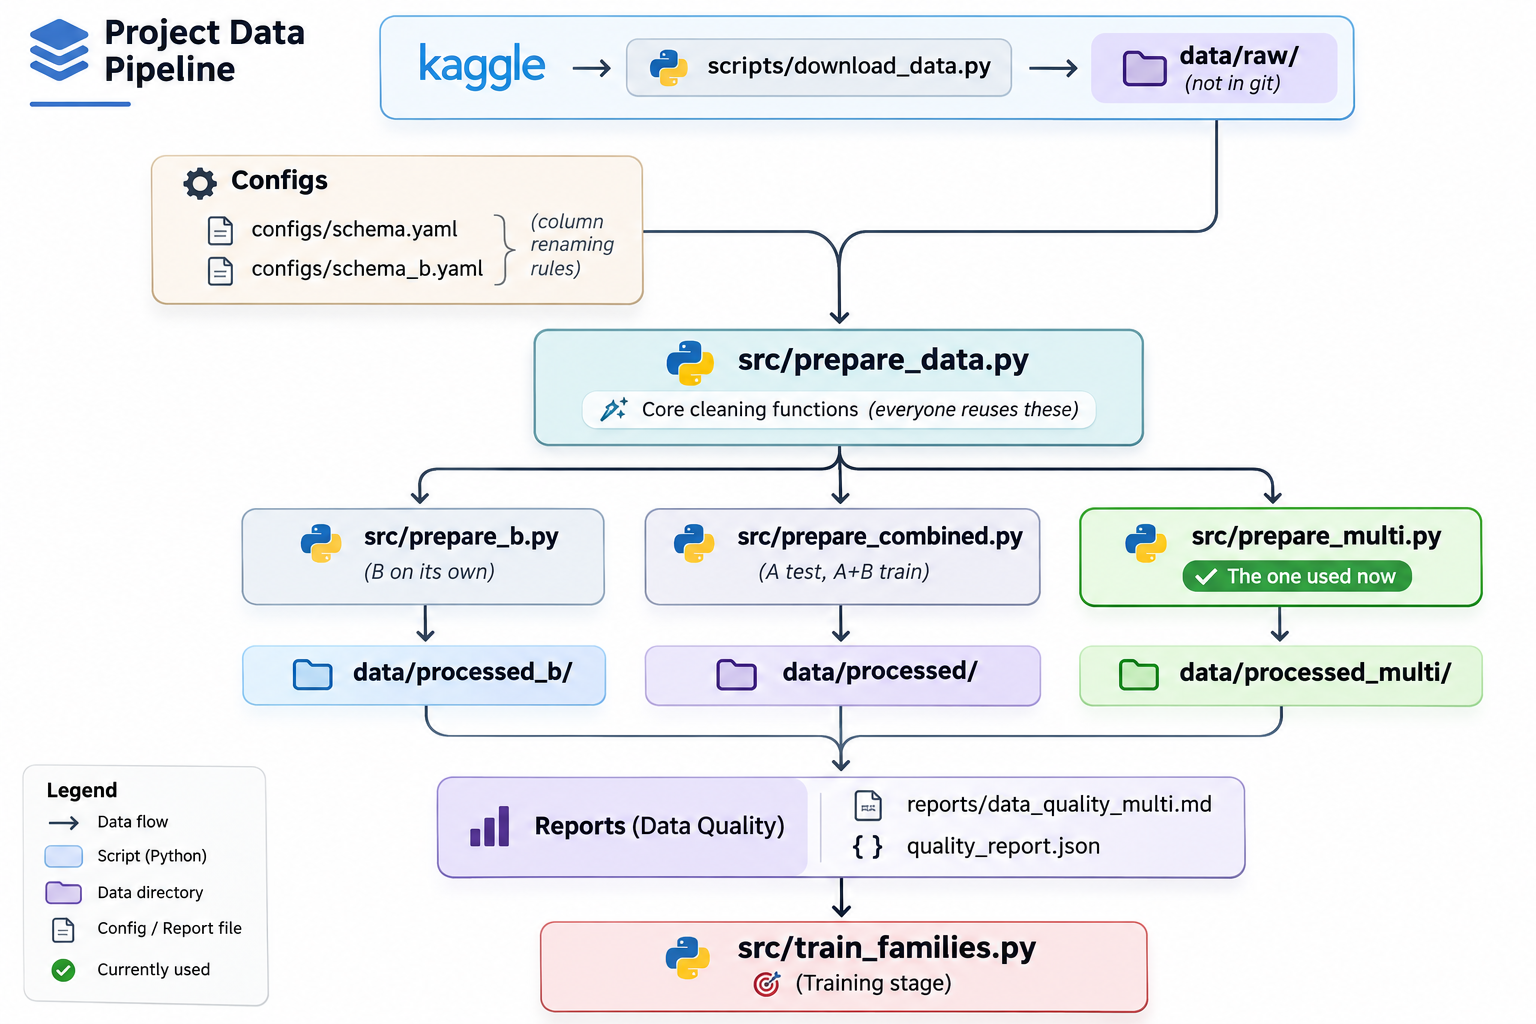 Project Data
Pipeline
kaggle
scripts/download_data.py
data/raw/
(not in git)
Configs
configs/schema.yaml
configs/schema_b.yaml
(column
renaming
rules)
src/prepare_data.py
Core cleaning functions (everyone reuses these)
src/prepare_b.py
(B on its own)
src/prepare_combined.py
(A test, A+B train)
src/prepare_multi.py
The one used now
data/processed_b/
data/processed/
data/processed_multi/
Reports (Data Quality)
reports/data_quality_multi.md
{ } quality_report.json
src/train_families.py
(Training stage)
Legend
Data flow
Script (Python)
Data directory
Config / Report file
Currently used